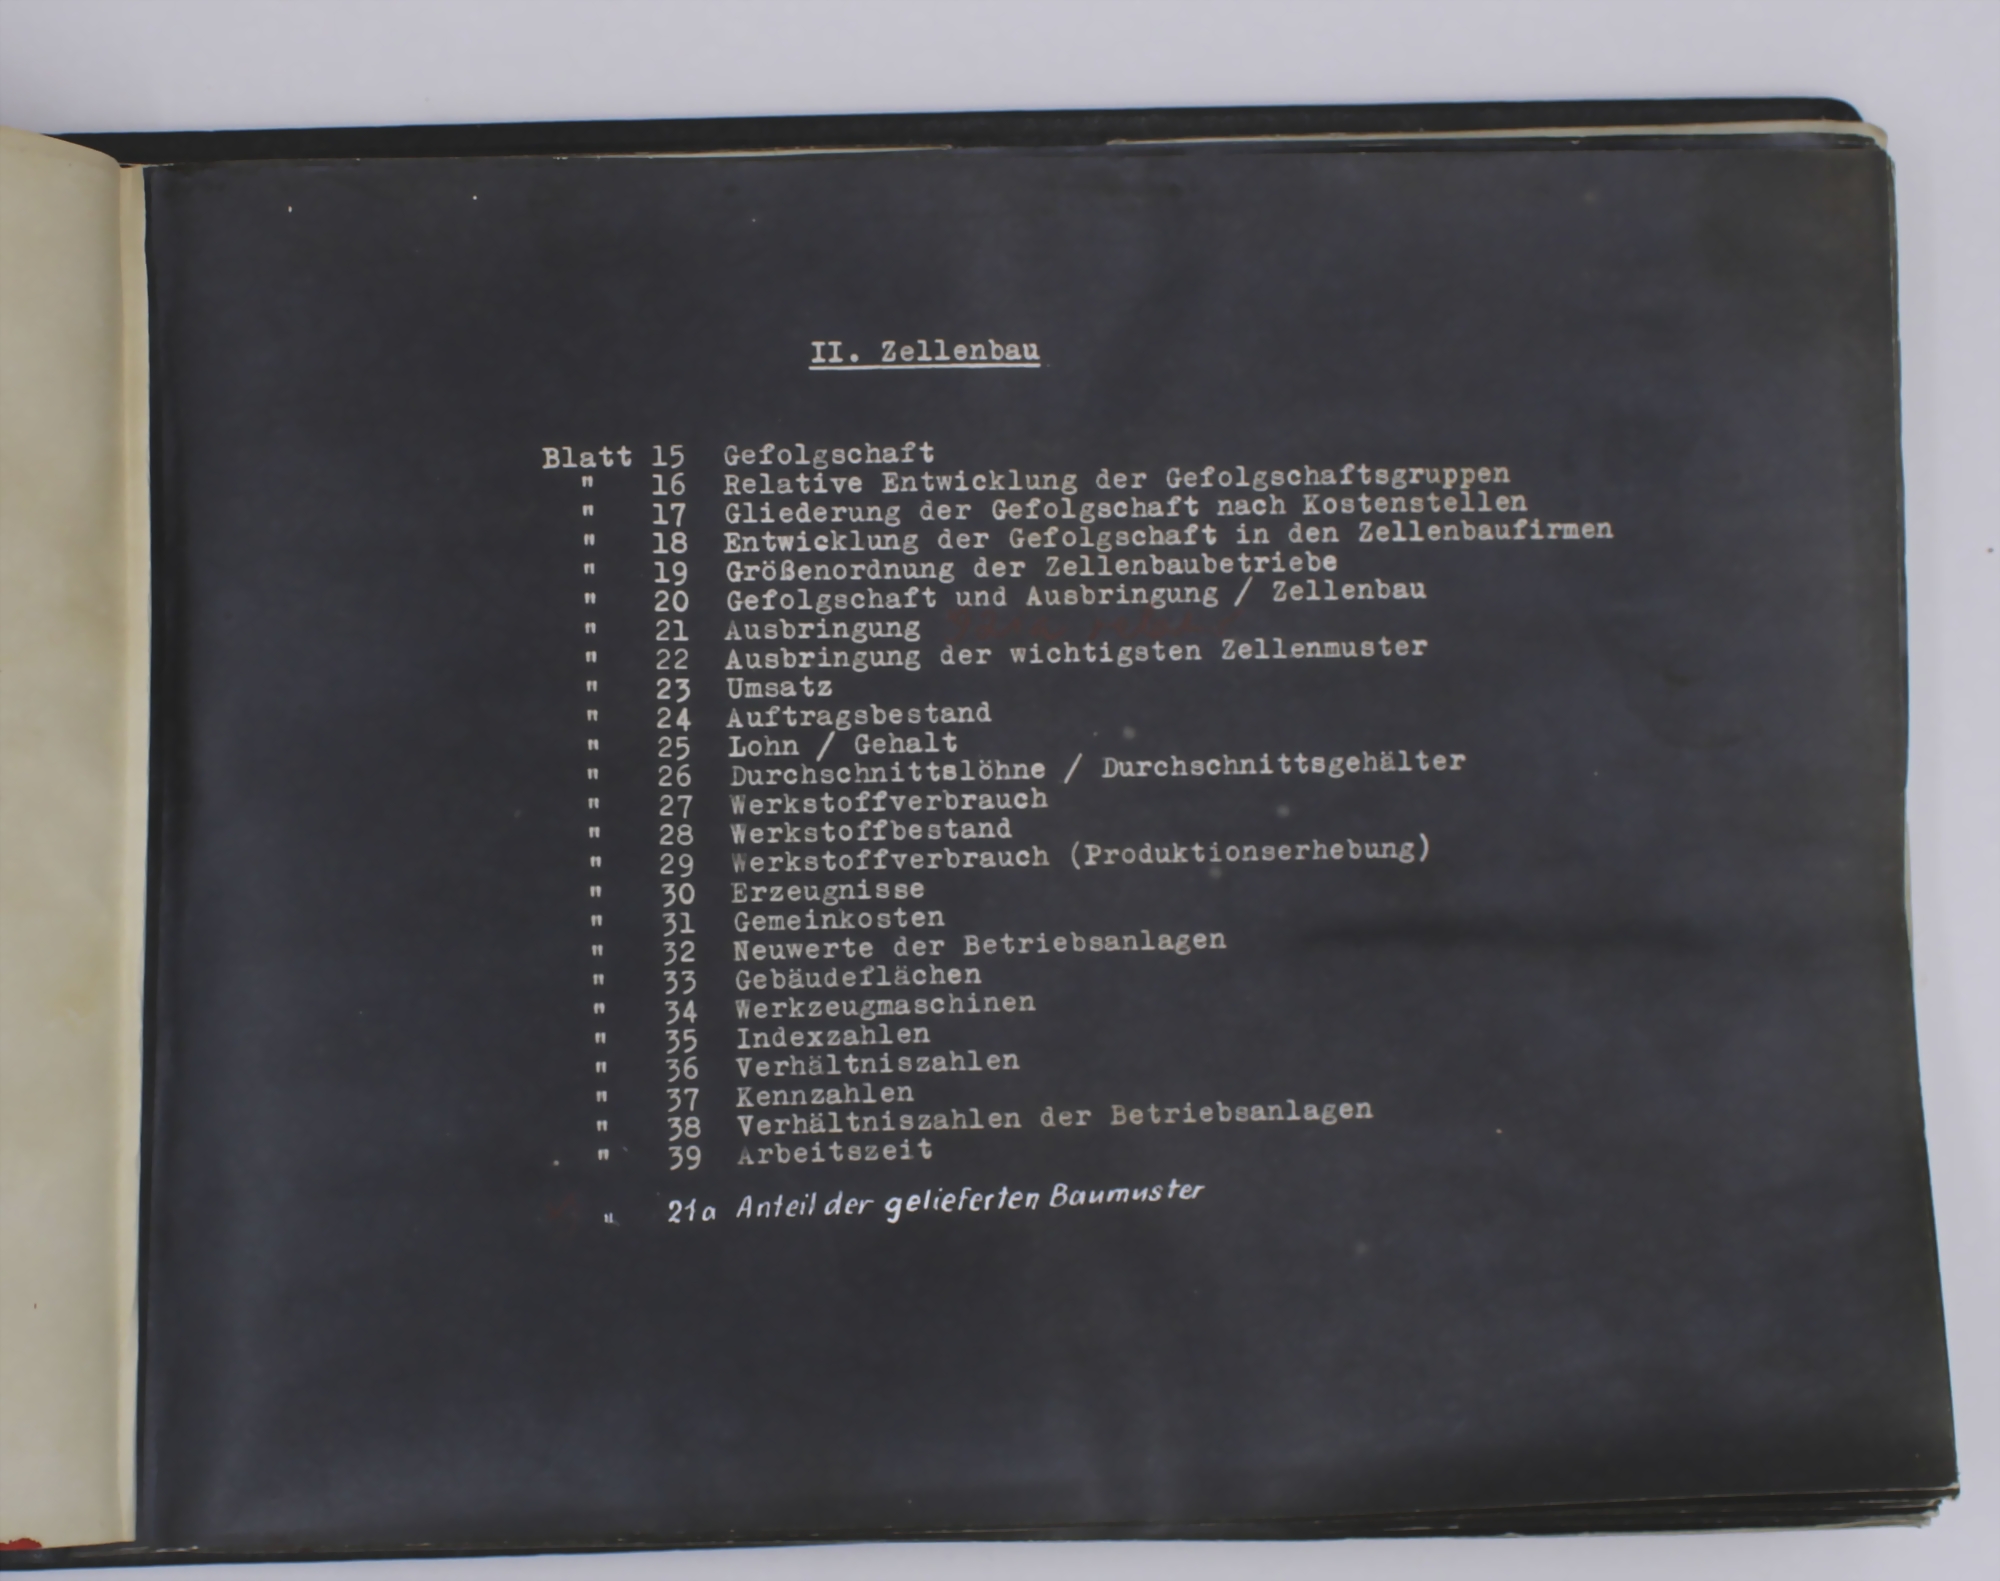 II. Zellenbau
Blatt 15 Gefolgschaft
" 16 Relative Entwicklung der Gefolgschaftsgruppen
" 17 Gliederung der Gefolgschaft nach Kostenstellen
" 18 Entwicklung der Gefolgschaft in den Zellenbaufirmen
" 19 Größenordnung der Zellenbaubetriebe
" 20 Gefolgschaft und Ausbringung / Zellenbau
" 21 Ausbringung
" 22 Ausbringung der wichtigsten Zellenmuster
" 23 Umsatz
" 24 Auftragsbestand
" 25 Lohn / Gehalt
" 26 Durchschnittslöhne / Durchschnittsgehälter
" 27 Werkstoffverbrauch
" 28 Werkstoffbestand
" 29 Werkstoffverbrauch (Produktionserhebung)
" 30 Erzeugnisse
" 31 Gemeinkosten
" 32 Neuwerte der Betriebsanlagen
" 33 Gebäudeflächen
" 34 Werkzeugmaschinen
" 35 Indexzahlen
" 36 Verhältniszahlen
" 37 Kennzahlen
" 38 Verhältniszahlen der Betriebsanlagen
" 39 Arbeitszeit
" 21a Anteil der gelieferten Baumuster